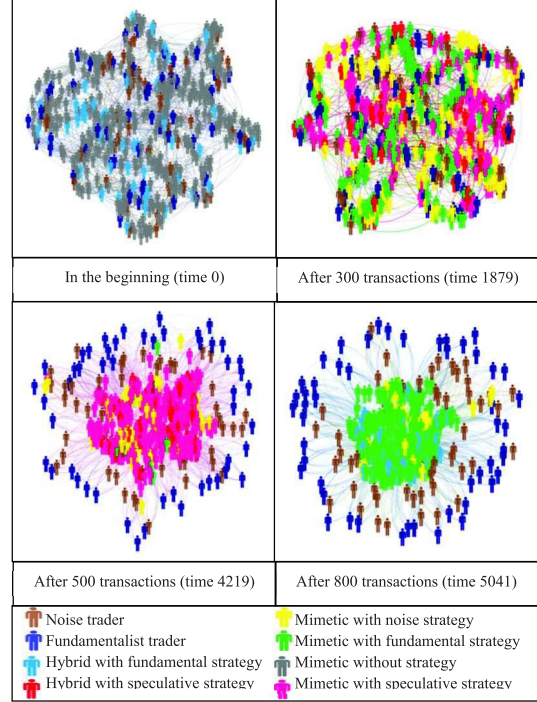 In the beginning (time 0)
After 300 transactions (time 1879)
After 500 transactions (time 4219)
After 800 transactions (time 5041)
Noise trader
Fundamentalist trader
Hybrid with fundamental strategy
Hybrid with speculative strategy
Mimetic with noise strategy
Mimetic with fundamental strategy
Mimetic without strategy
Mimetic with speculative strategy